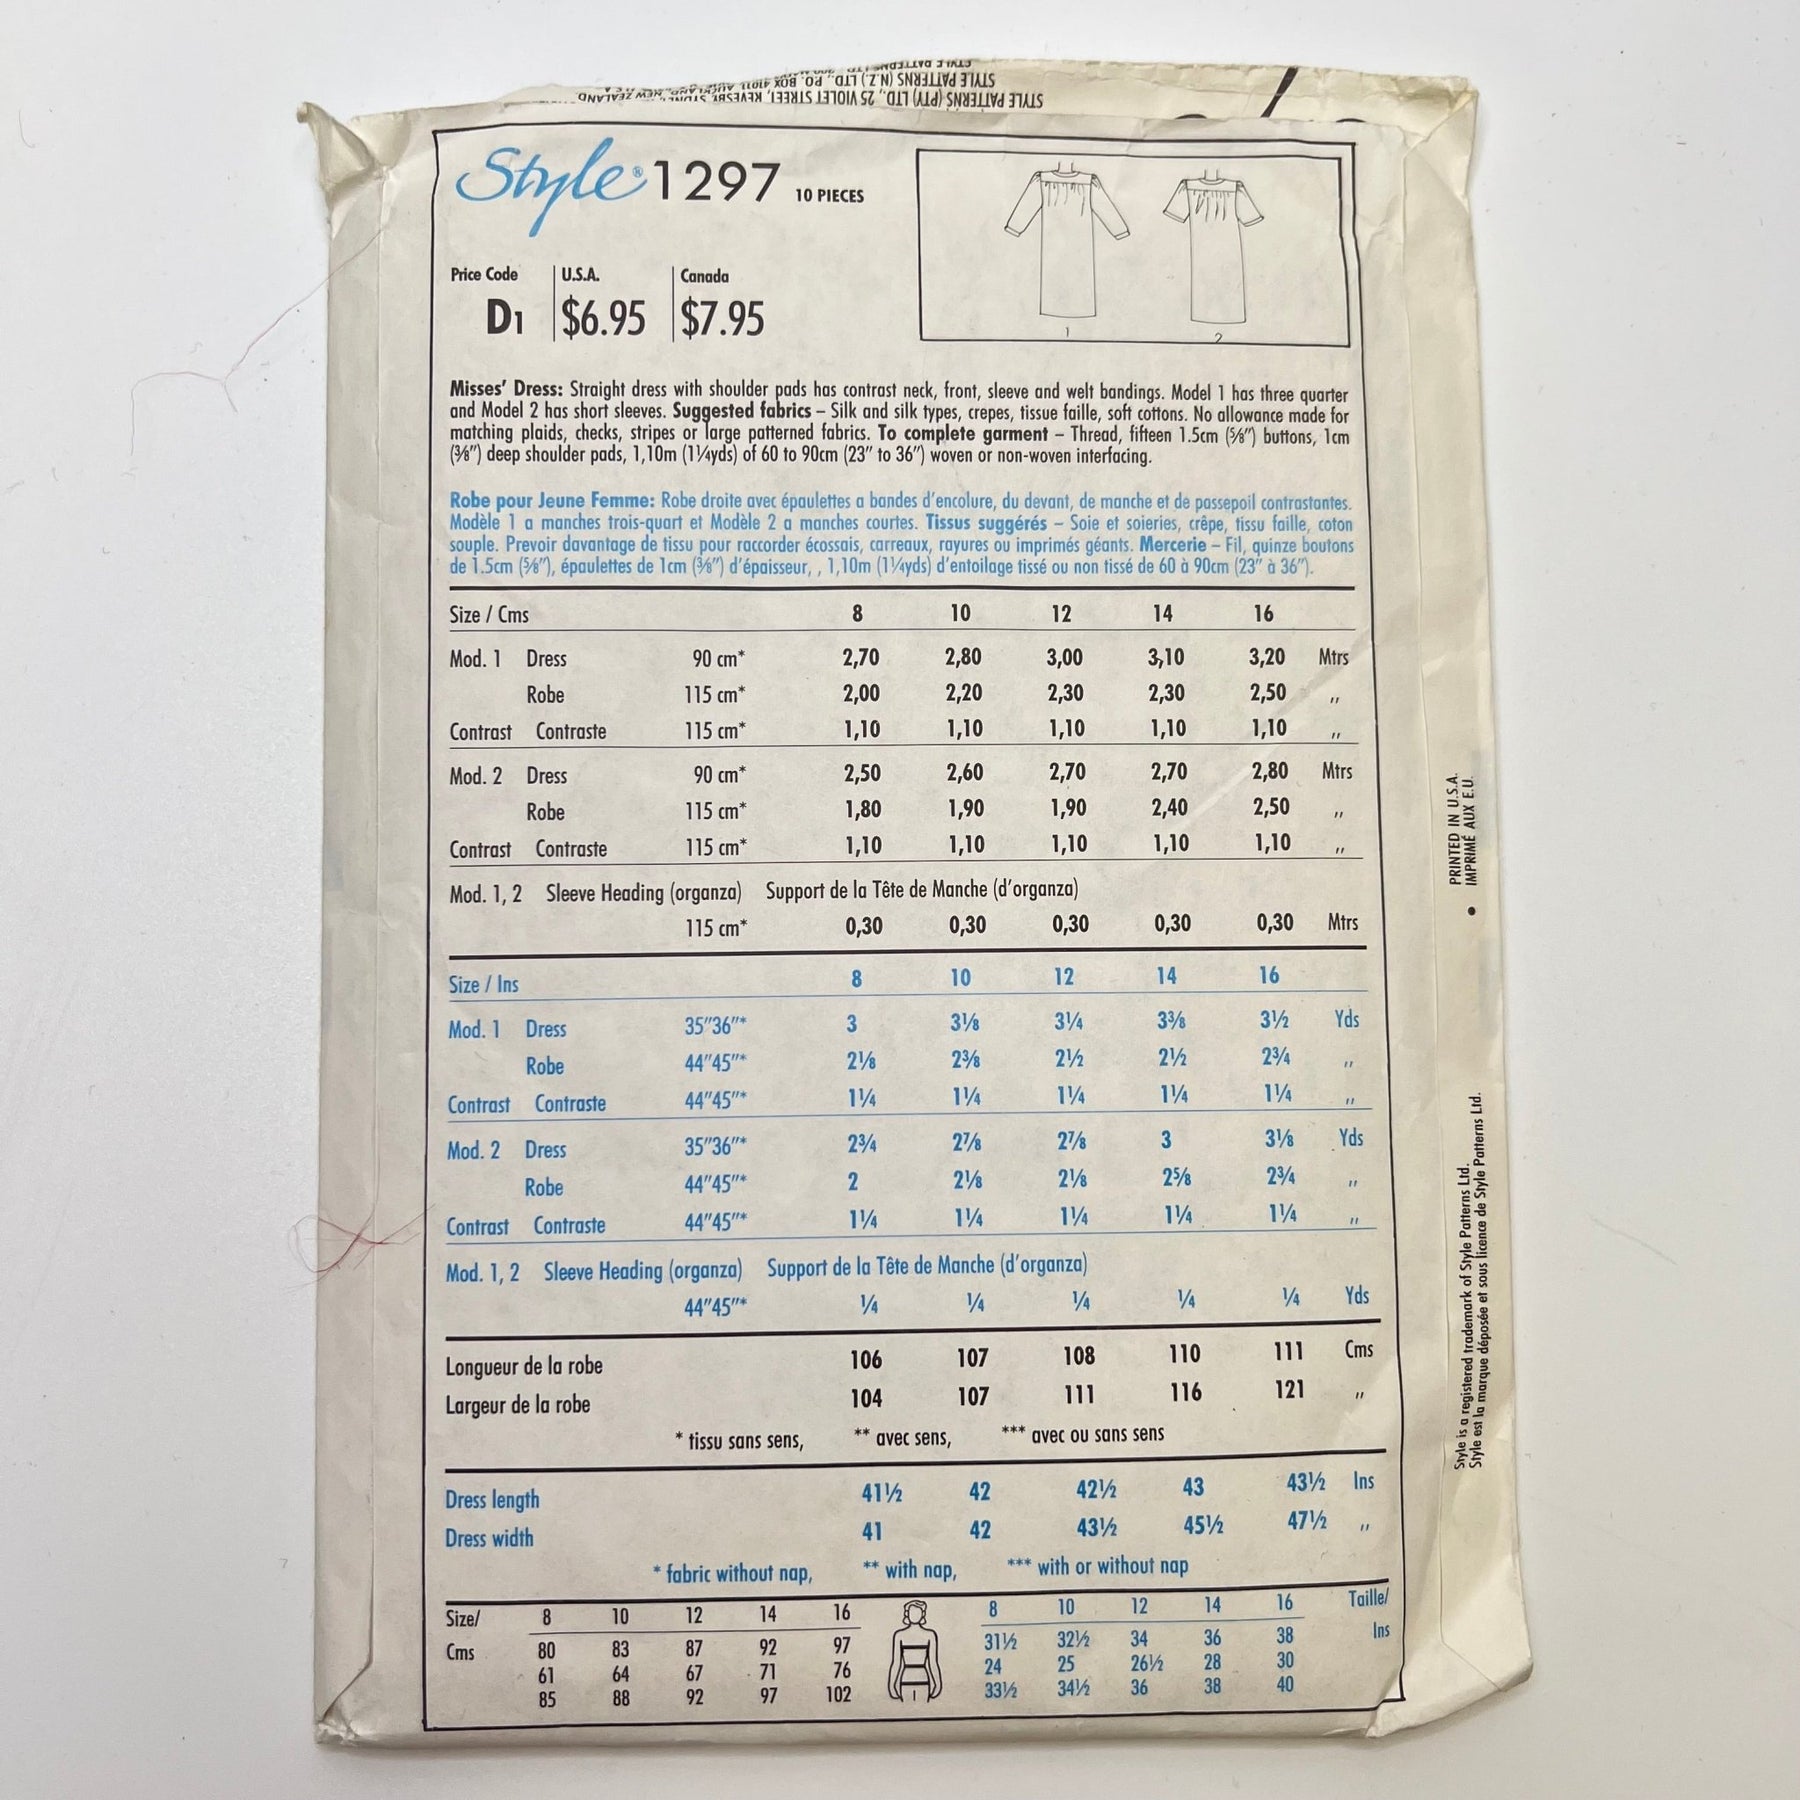 STYLE PATTERNS (N.Z.) LTD., P.O. BOX 41011,
STYLE PATTERNS (PTY) LTD., 25 VIOLET STREET, REVESBY,
Style® 1297 10 PIECES
Price Code U.S.A. Canada
D1 $6.95 $7.95
1 2
Misses' Dress: Straight dress with shoulder pads has contrast neck, front, sleeve and welt bandings. Model 1 has three quarter
and Model 2 has short sleeves. Suggested fabrics – Silk and silk types, crepes, tissue faille, soft cottons. No allowance made for
matching plaids, checks, stripes or large patterned fabrics. To complete garment – Thread, fifteen 1.5cm (⅝") buttons, 1cm
(⅜") deep shoulder pads, 1,10m (1¼yds) of 60 to 90cm (23" to 36") woven or non-woven interfacing.
Robe pour Jeune Femme: Robe droite avec épaulettes a bandes d'encolure, du devant, de manche et de passepoil contrastantes.
Modèle 1 a manches trois-quart et Modèle 2 a manches courtes. Tissus suggérés – Soie et soieries, crêpe, tissu faille, coton
souple. Prevoir davantage de tissu pour raccorder écossais, carreaux, rayures ou imprimés géants. Mercerie – Fil, quinze boutons
de 1.5cm (⅝"), épaulettes de 1cm (⅜") d'épaisseur, , 1,10m (1¼yds) d'entoilage tissé ou non tissé de 60 à 90cm (23" à 36").
Size / Cms 8 10 12 14 16
Mod. 1 Dress 90 cm* 2,70 2,80 3,00 3,10 3,20 Mtrs
Robe 115 cm* 2,00 2,20 2,30 2,30 2,50 ,,
Contrast Contraste 115 cm* 1,10 1,10 1,10 1,10 1,10 ,,
Mod. 2 Dress 90 cm* 2,50 2,60 2,70 2,70 2,80 Mtrs
Robe 115 cm* 1,80 1,90 1,90 2,40 2,50 ,,
Contrast Contraste 115 cm* 1,10 1,10 1,10 1,10 1,10 ,,
Mod. 1, 2 Sleeve Heading (organza) Support de la Tête de Manche (d'organza)
115 cm* 0,30 0,30 0,30 0,30 0,30 Mtrs
Size / Ins 8 10 12 14 16
Mod. 1 Dress 35"36"* 3 3⅛ 3¼ 3⅜ 3½ Yds
Robe 44"45"* 2⅛ 2⅜ 2½ 2½ 2¾ ,,
Contrast Contraste 44"45"* 1¼ 1¼ 1¼ 1¼ 1¼ ,,
Mod. 2 Dress 35"36"* 2¾ 2⅞ 2⅞ 3 3⅛ Yds
Robe 44"45"* 2 2⅛ 2⅛ 2⅝ 2¾ ,,
Contrast Contraste 44"45"* 1¼ 1¼ 1¼ 1¼ 1¼ ,,
Mod. 1, 2 Sleeve Heading (organza) Support de la Tête de Manche (d'organza)
44"45"* ¼ ¼ ¼ ¼ ¼ Yds
Longueur de la robe 106 107 108 110 111 Cms
Largeur de la robe 104 107 111 116 121 ,,
* tissu sans sens, ** avec sens, *** avec ou sans sens
Dress length 41½ 42 42½ 43 43½ Ins
Dress width 41 42 43½ 45½ 47½ ,,
* fabric without nap, ** with nap, *** with or without nap
Size/ 8 10 12 14 16 8 10 12 14 16 Taille/
Cms 80 83 87 92 97 31½ 32½ 34 36 38 Ins
61 64 67 71 76 24 25 26½ 28 30
85 88 92 97 102 33½ 34½ 36 38 40
PRINTED IN U.S.A.
• IMPRIMÉ AUX E.U.
Style is a registered trademark of Style Patterns Ltd.
Style est la marque déposée et sous licence de Style Patterns Ltd.